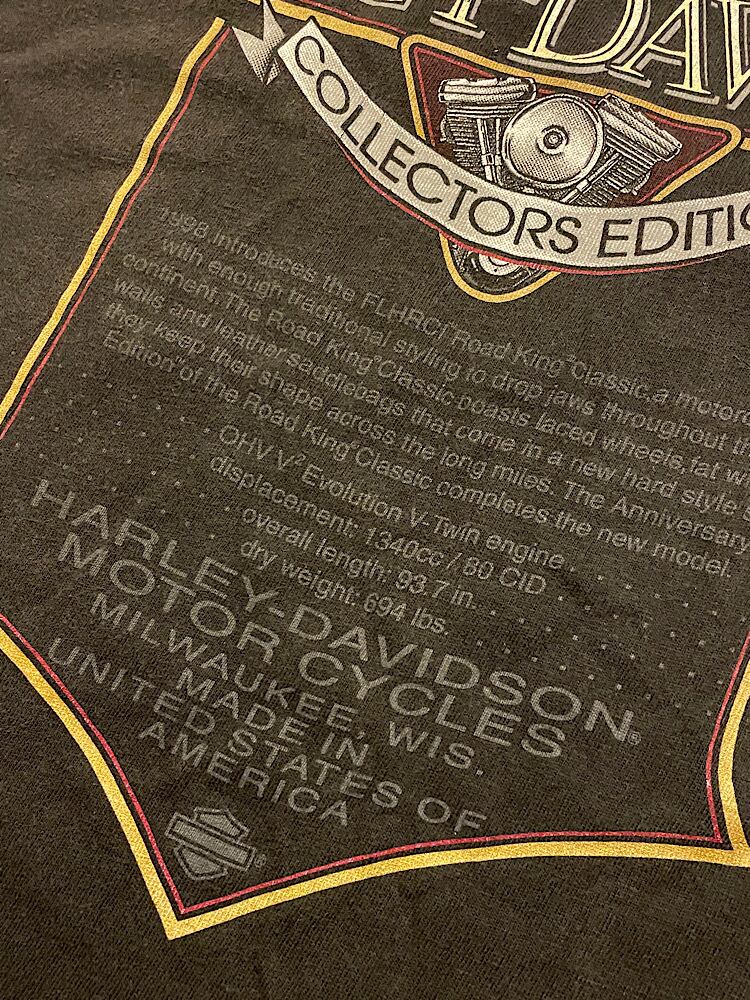 DAV
COLLECTORS EDITIO
1998 Introduces the FLHRCI Road King® Classic, a motor
with enough traditional styling to drop jaws throughout th
continent. The Road King® Classic boasts laced wheels, fat w
walls and leather saddlebags that come in a new hard style
they keep their shape across the long miles. The Anniversary
Edition of the Road King® Classic completes the new model.
OHV V² Evolution V-Twin engine
displacement: 1340cc / 80 CID
overall length: 93.7 in.
dry weight: 694 lbs.
HARLEY-DAVIDSON®
MOTOR CYCLES
MILWAUKEE, WIS.
MADE IN
UNITED STATES OF
AMERICA